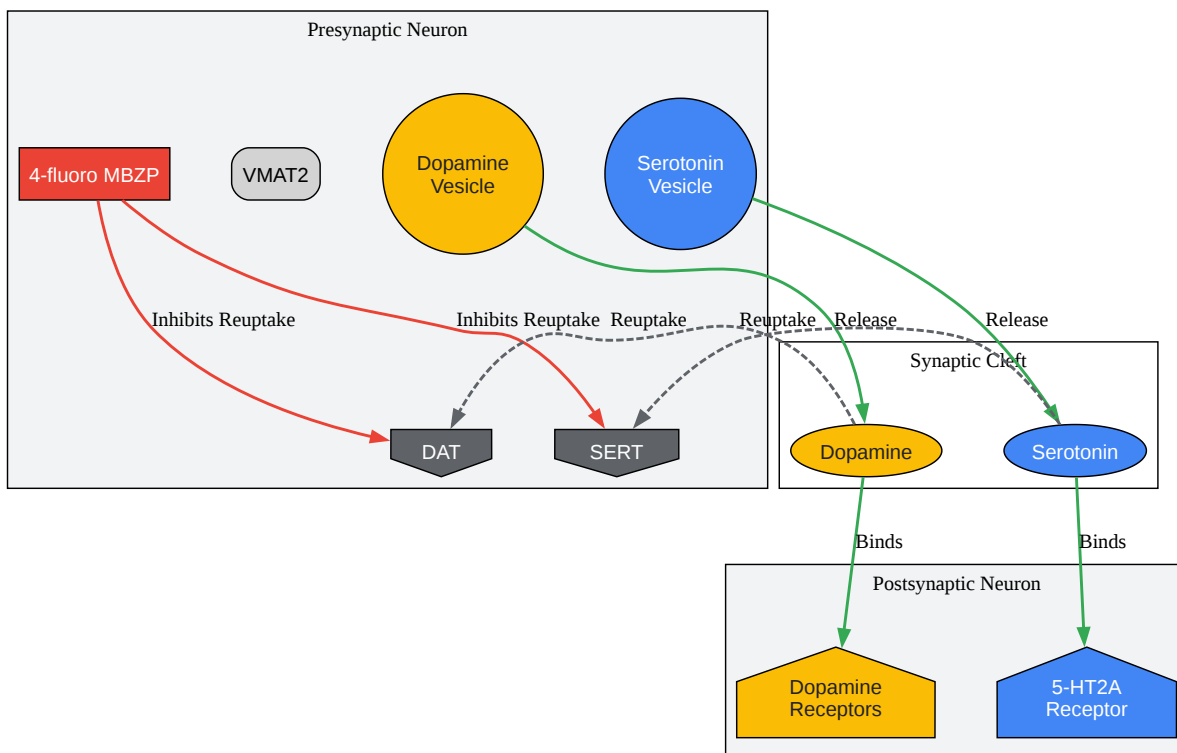 Presynaptic Neuron
4-fluoro MBZP
VMAT2
Dopamine
Vesicle
Serotonin
Vesicle
Inhibits Reuptake
Inhibits Reuptake
Reuptake
Reuptake
Release
Release
Synaptic Cleft
DAT
SERT
Dopamine
Serotonin
Binds
Binds
Postsynaptic Neuron
Dopamine
Receptors
5-HT2A
Receptor